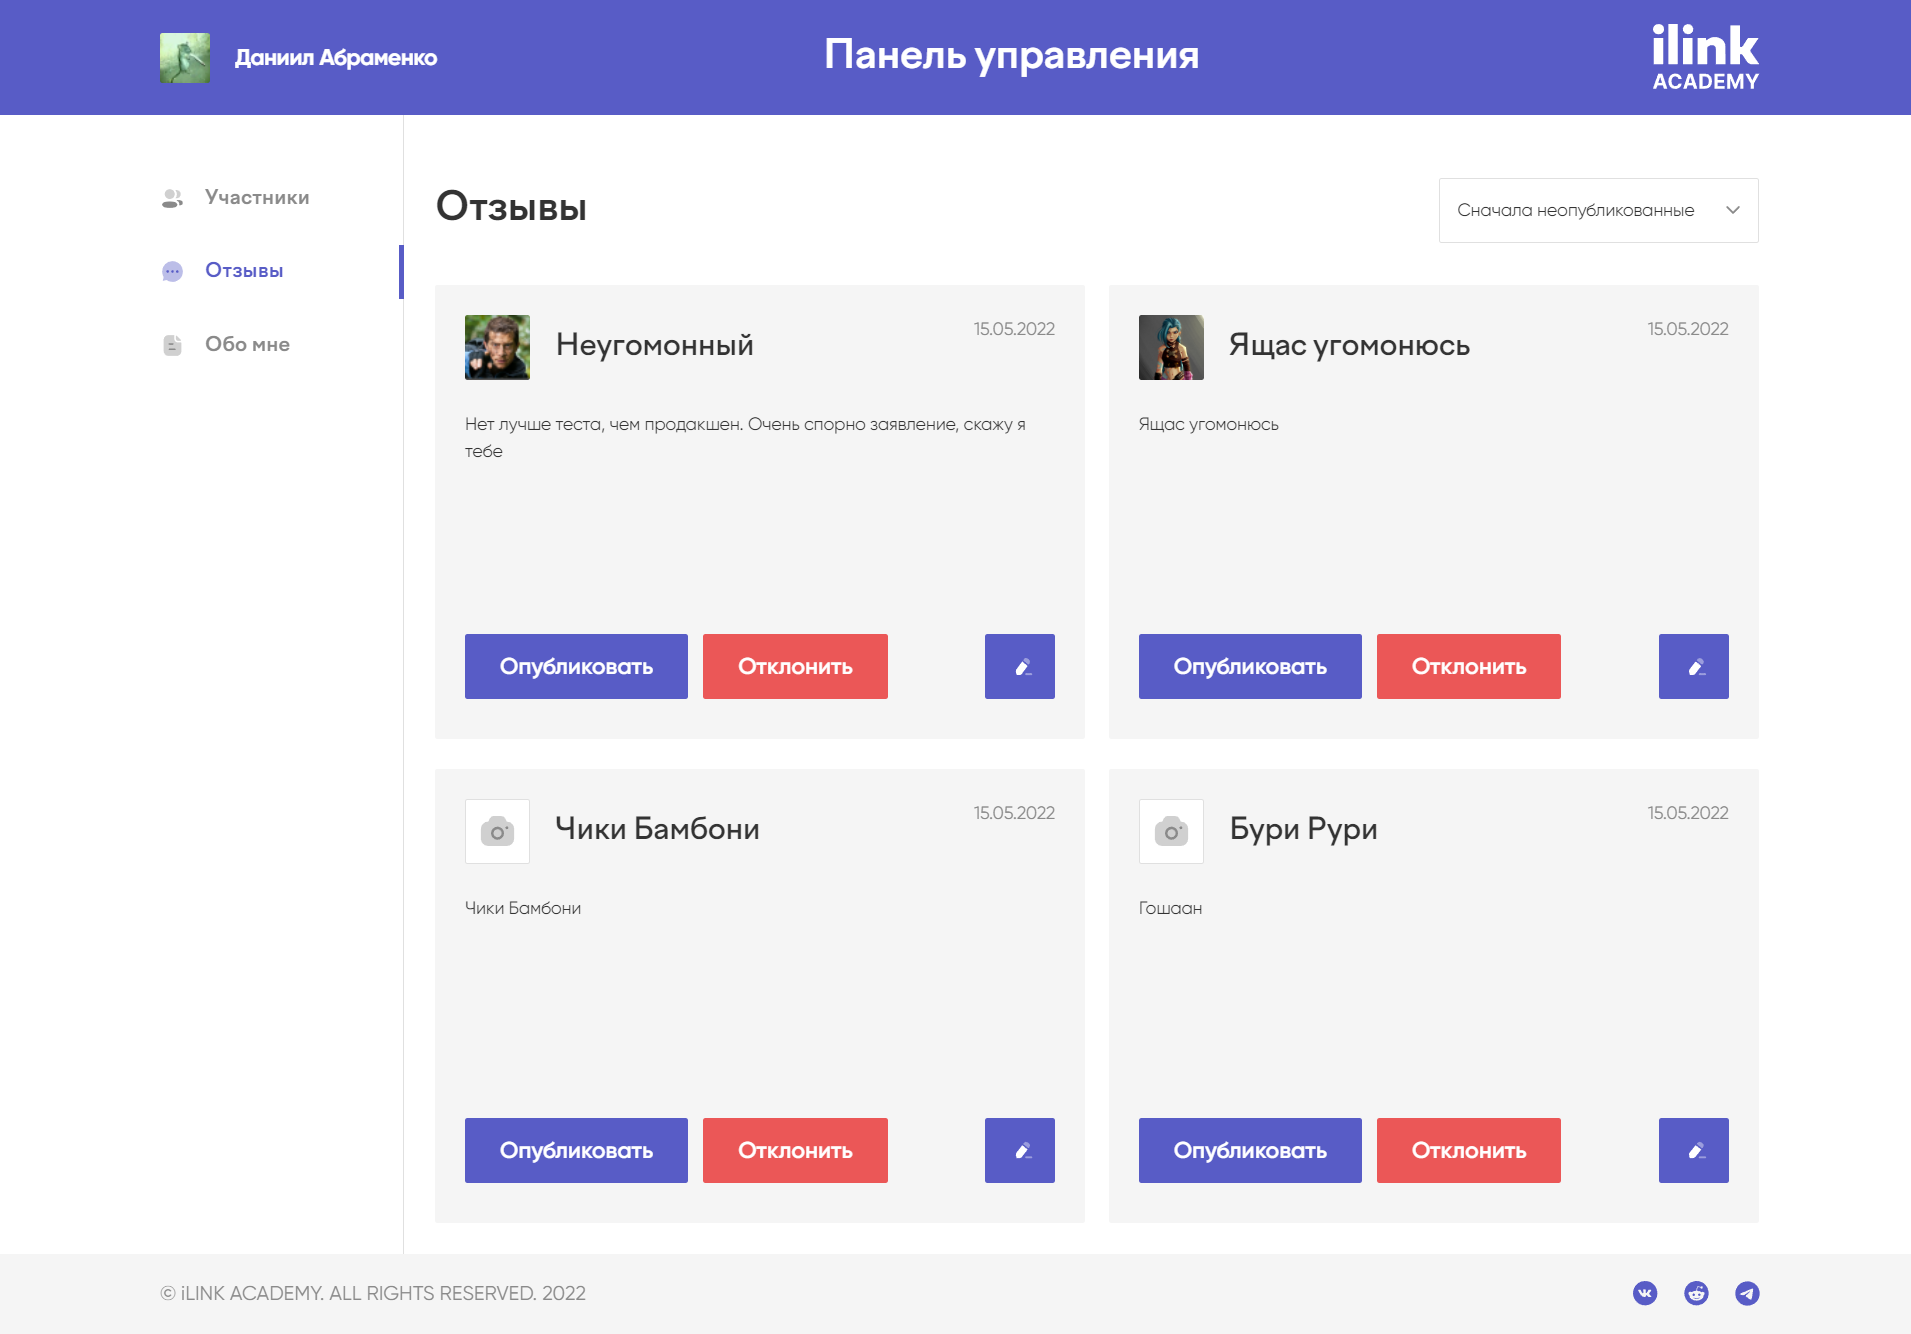 Даниил Абраменко
Панель управления
ilink
ACADEMY
Участники
Отзывы
Обо мне
Отзывы
Сначала неопубликованные
Неугомонный
15.05.2022
Нет лучше теста, чем продакшен. Очень спорно заявление, скажу я
тебе
Опубликовать
Отклонить
Ящас угомонюсь
15.05.2022
Ящас угомонюсь
Опубликовать
Отклонить
Чики Бамбони
15.05.2022
Чики Бамбони
Опубликовать
Отклонить
Бури Рури
15.05.2022
Гошаан
Опубликовать
Отклонить
© iLINK ACADEMY. ALL RIGHTS RESERVED. 2022